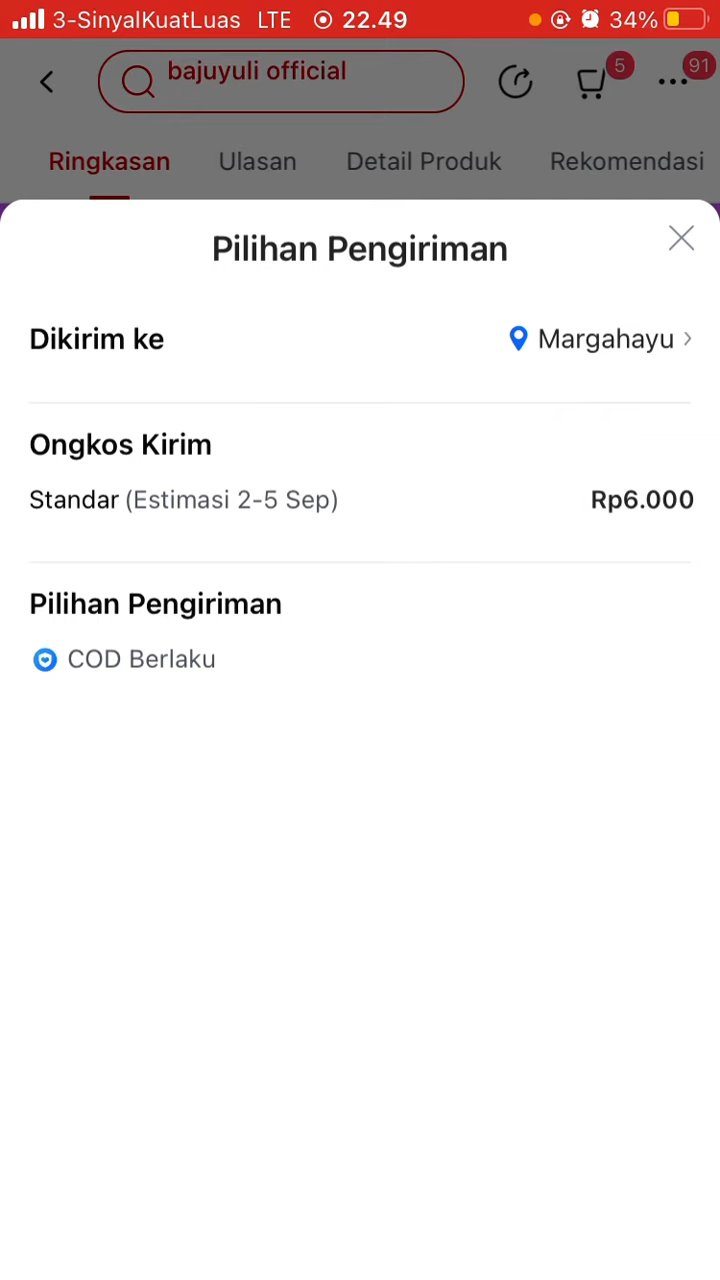 3-SinyalKuatLuas LTE 22.49 34%
bajuyuli official 5 91
Ringkasan Ulasan Detail Produk Rekomendasi
Pilihan Pengiriman
Dikirim ke Margahayu
Ongkos Kirim
Standar (Estimasi 2-5 Sep) Rp6.000
Pilihan Pengiriman
COD Berlaku